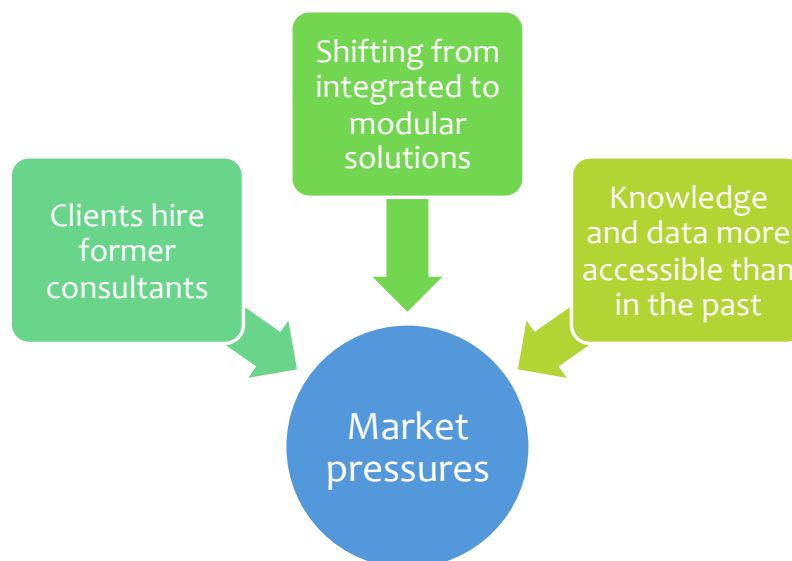 Shifting from
integrated to
modular
solutions
Clients hire
former
consultants
Knowledge
and data more
accessible than
in the past
Market
pressures